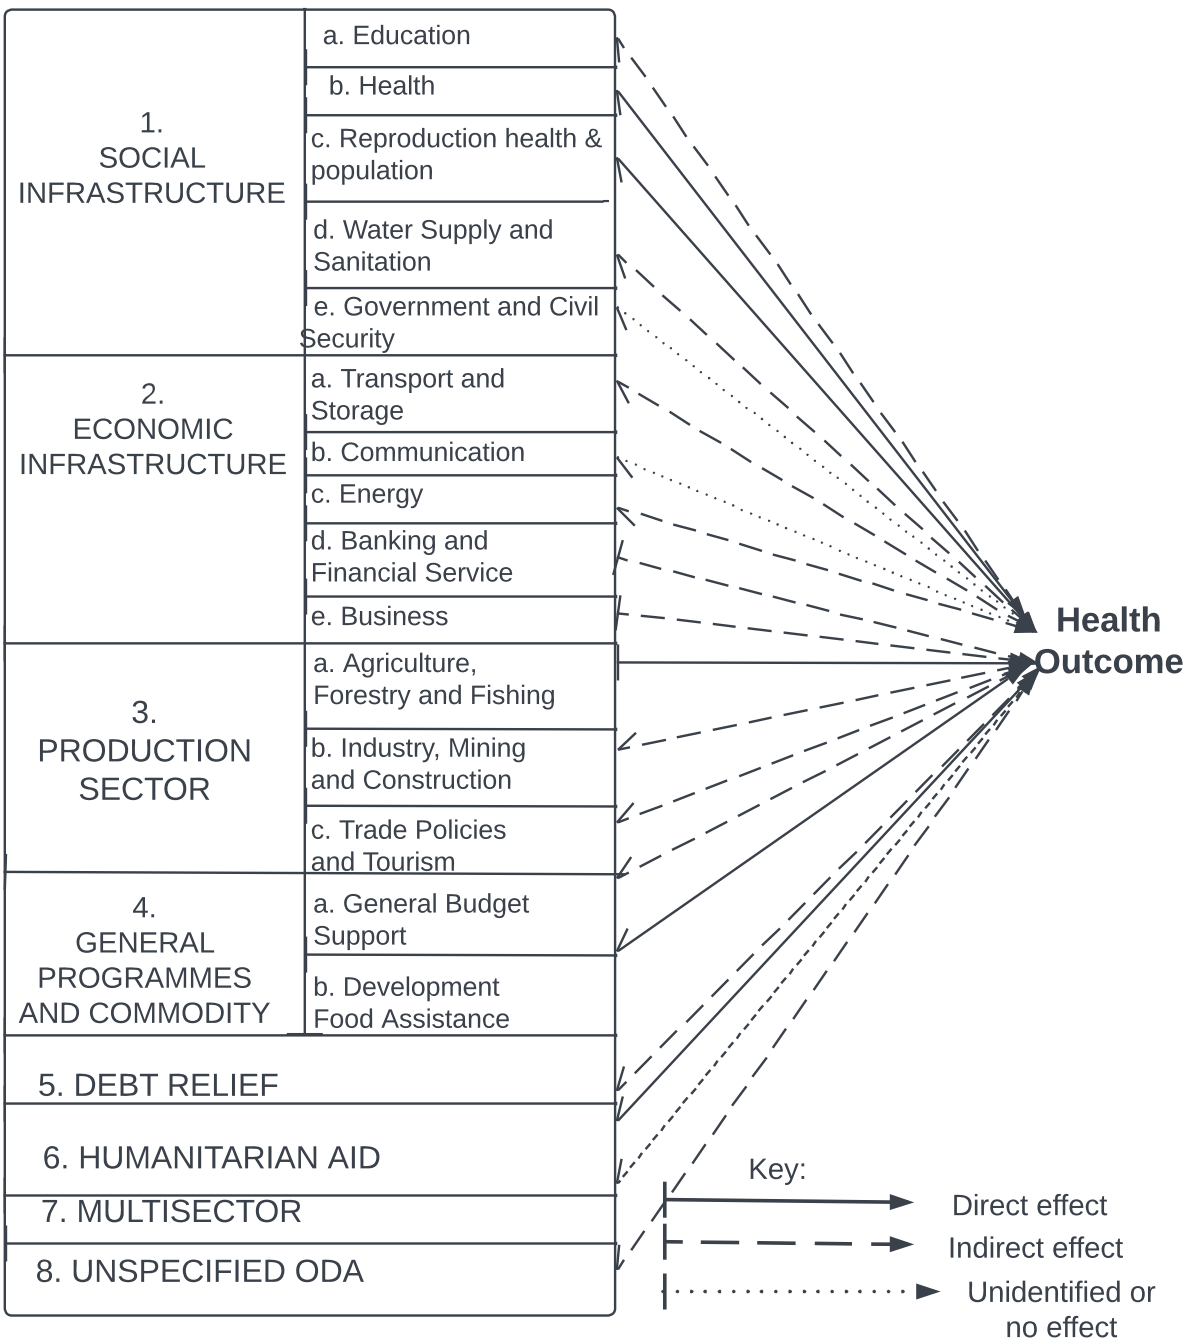 1.
SOCIAL
INFRASTRUCTURE
a. Education
b. Health
c. Reproduction health &
population
d. Water Supply and
Sanitation
e. Government and Civil
Security
2.
ECONOMIC
INFRASTRUCTURE
a. Transport and
Storage
b. Communication
c. Energy
d. Banking and
Financial Service
e. Business
3.
PRODUCTION
SECTOR
a. Agriculture,
Forestry and Fishing
b. Industry, Mining
and Construction
c. Trade Policies
and Tourism
4.
GENERAL
PROGRAMMES
AND COMMODITY
a. General Budget
Support
b. Development
Food Assistance
5. DEBT RELIEF
6. HUMANITARIAN AID
7. MULTISECTOR
8. UNSPECIFIED ODA
Health
Outcome
Key:
Direct effect
Indirect effect
Unidentified or
no effect